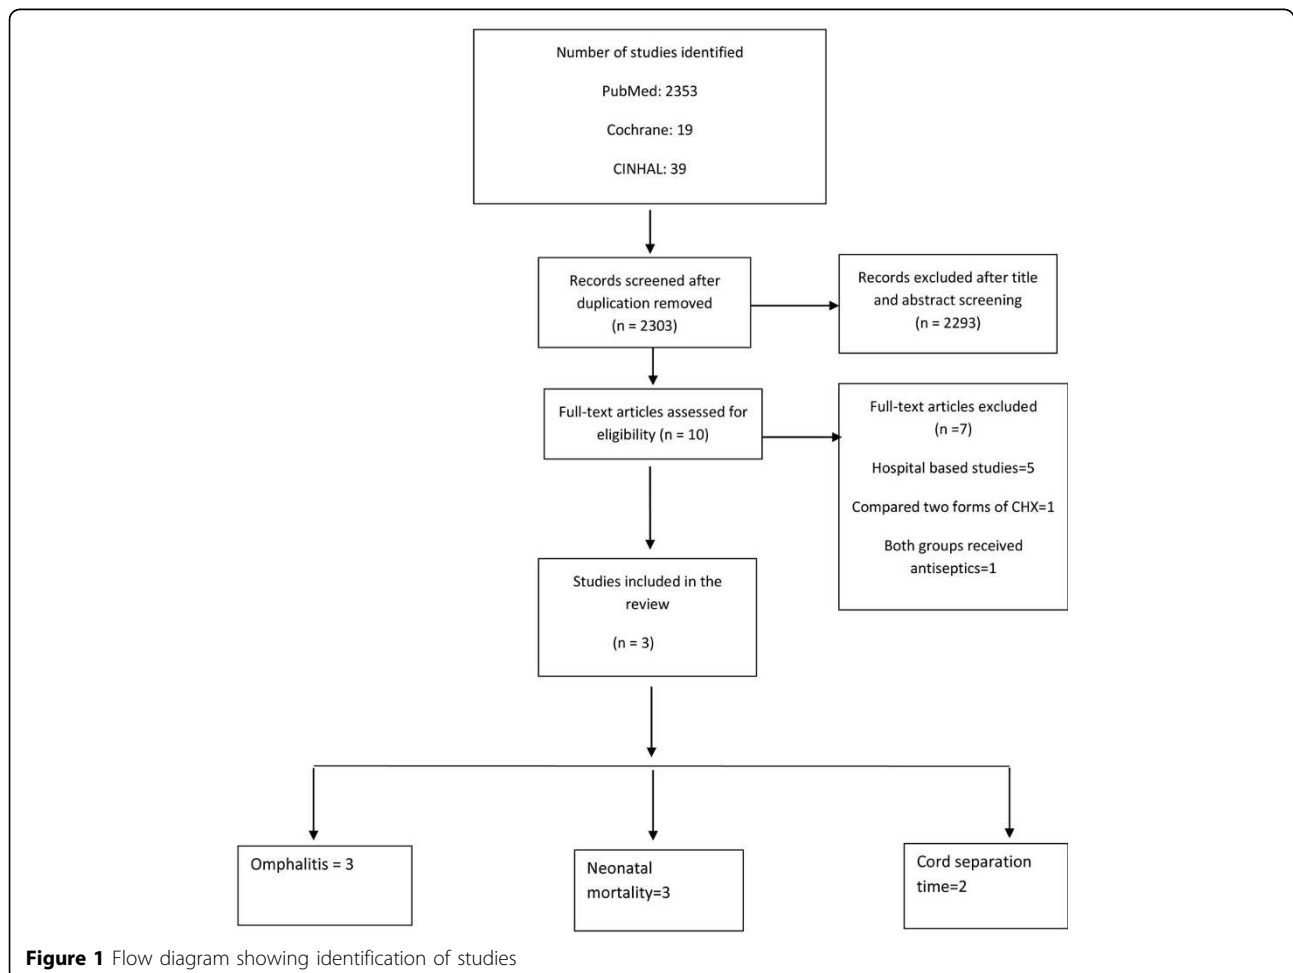 Number of studies identified
PubMed: 2353
Cochrane: 19
CINHAL: 39
Records screened after
duplication removed
(n = 2303)
Records excluded after title
and abstract screening
(n = 2293)
Full-text articles assessed for
eligibility (n = 10)
Full-text articles excluded
(n =7)
Hospital based studies=5
Compared two forms of CHX=1
Both groups received
antiseptics=1
Studies included in the
review
(n = 3)
Omphalitis = 3
Neonatal
mortality=3
Cord separation
time=2
Figure 1 Flow diagram showing identification of studies